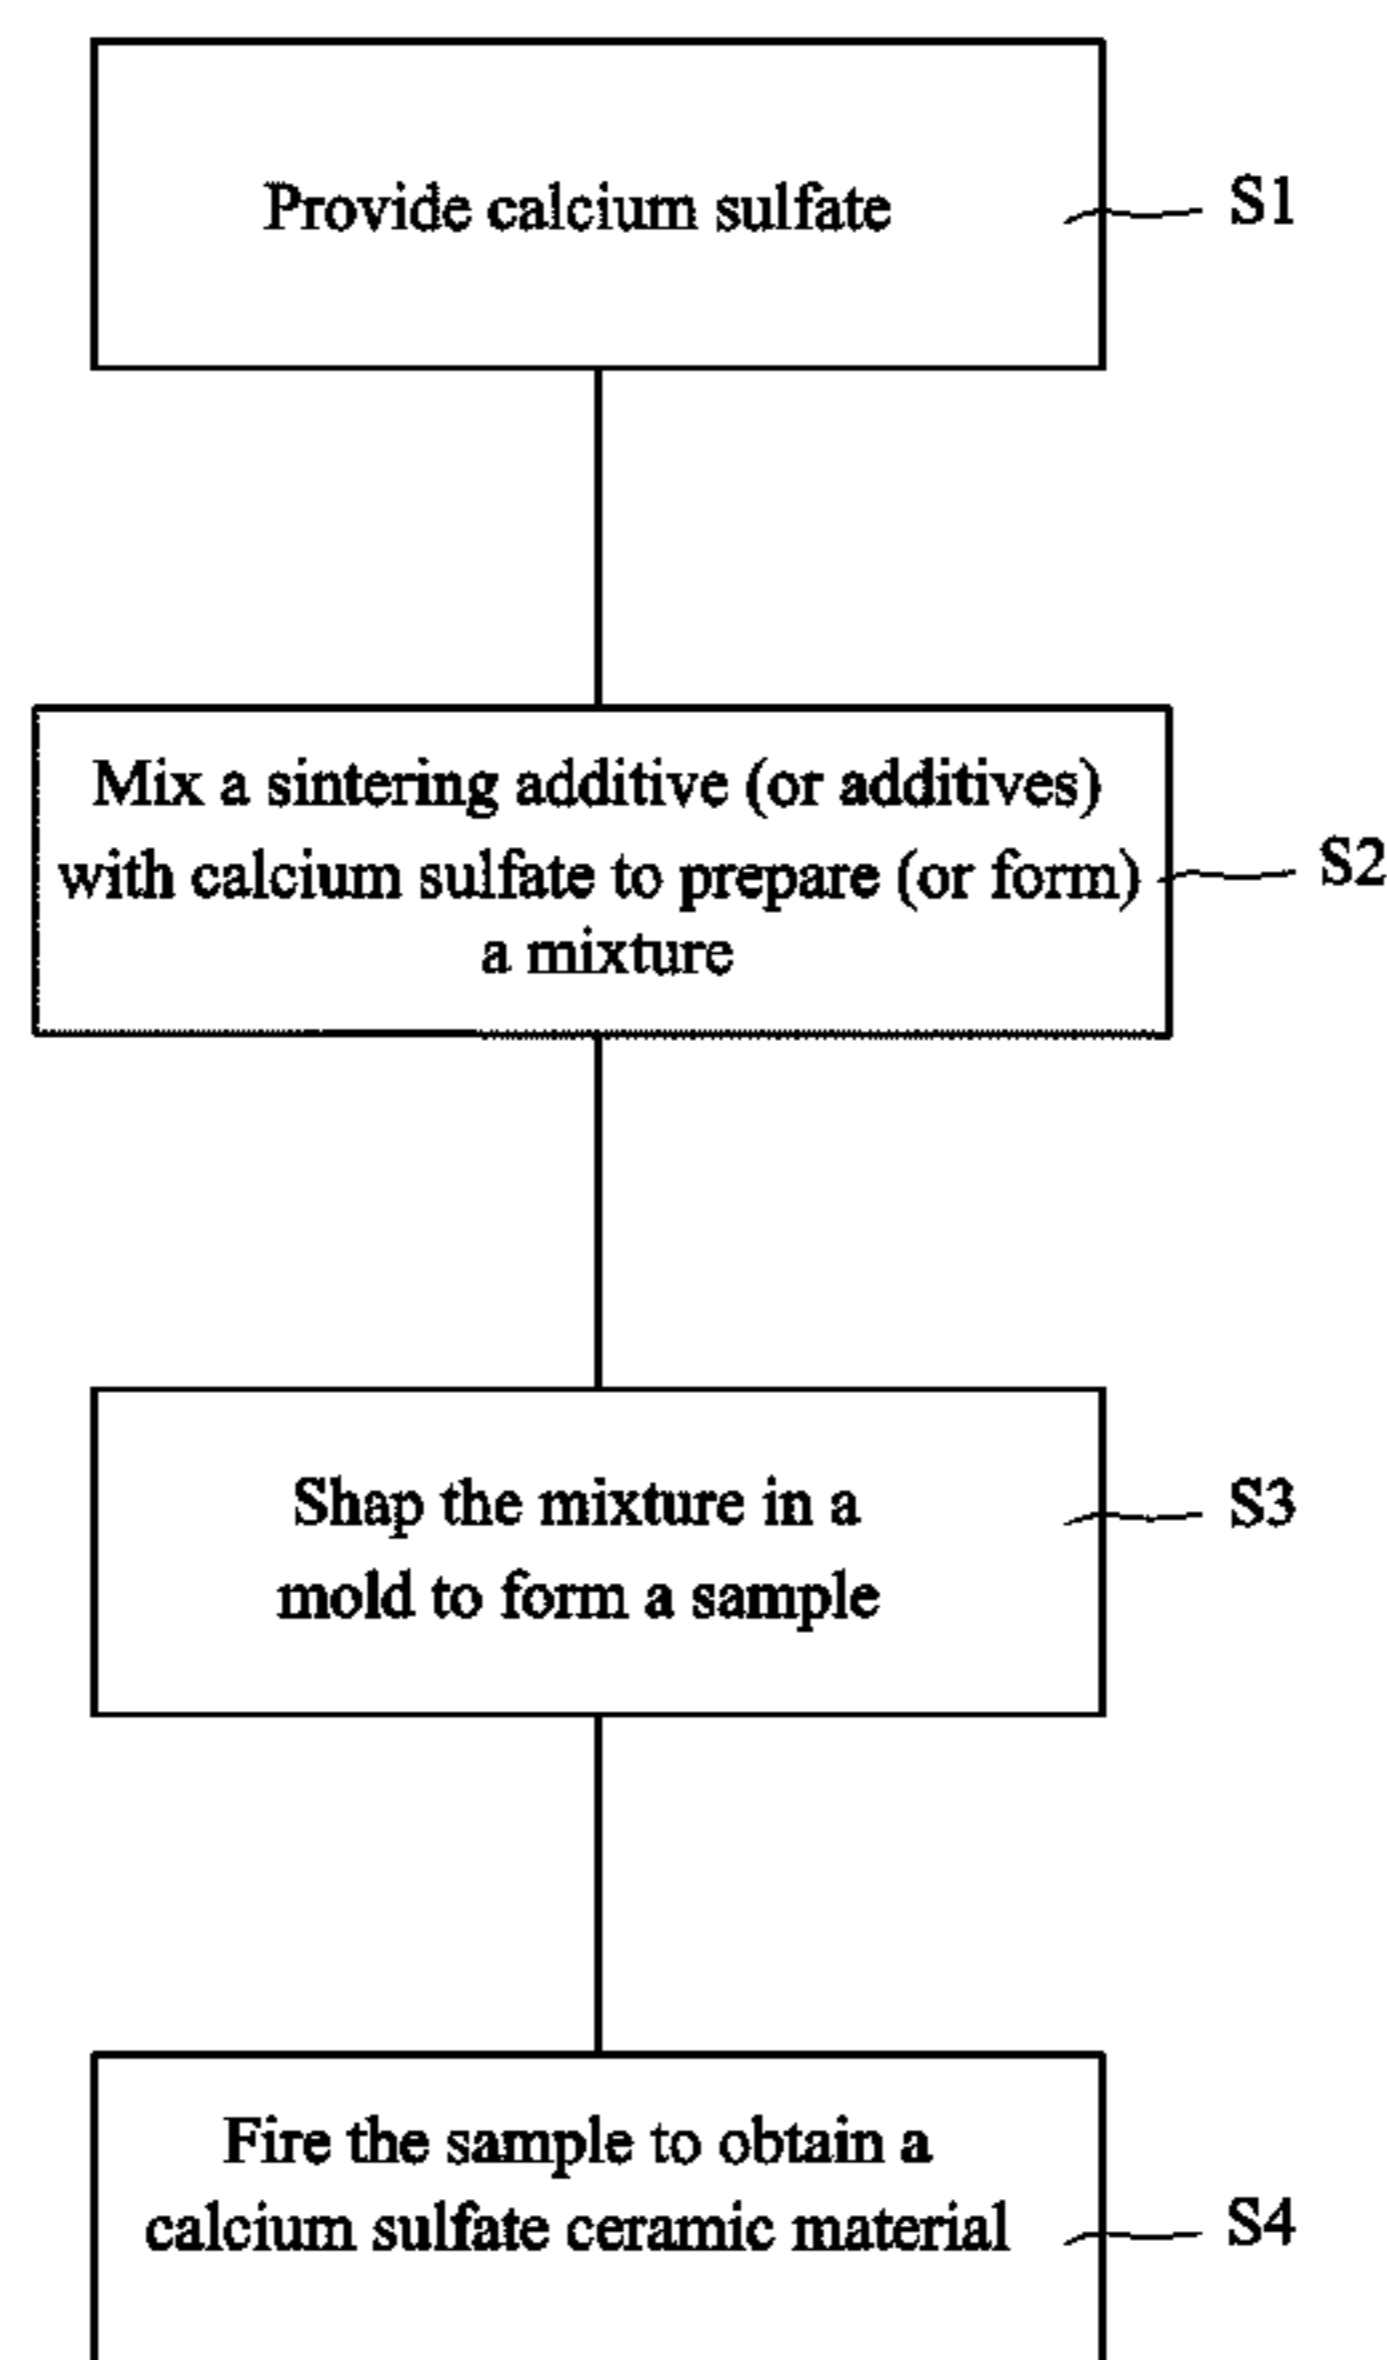 Provide calcium sulfate
S1
Mix a sintering additive (or additives)
with calcium sulfate to prepare (or form)
a mixture
S2
Shap the mixture in a
mold to form a sample
S3
Fire the sample to obtain a
calcium sulfate ceramic material
S4